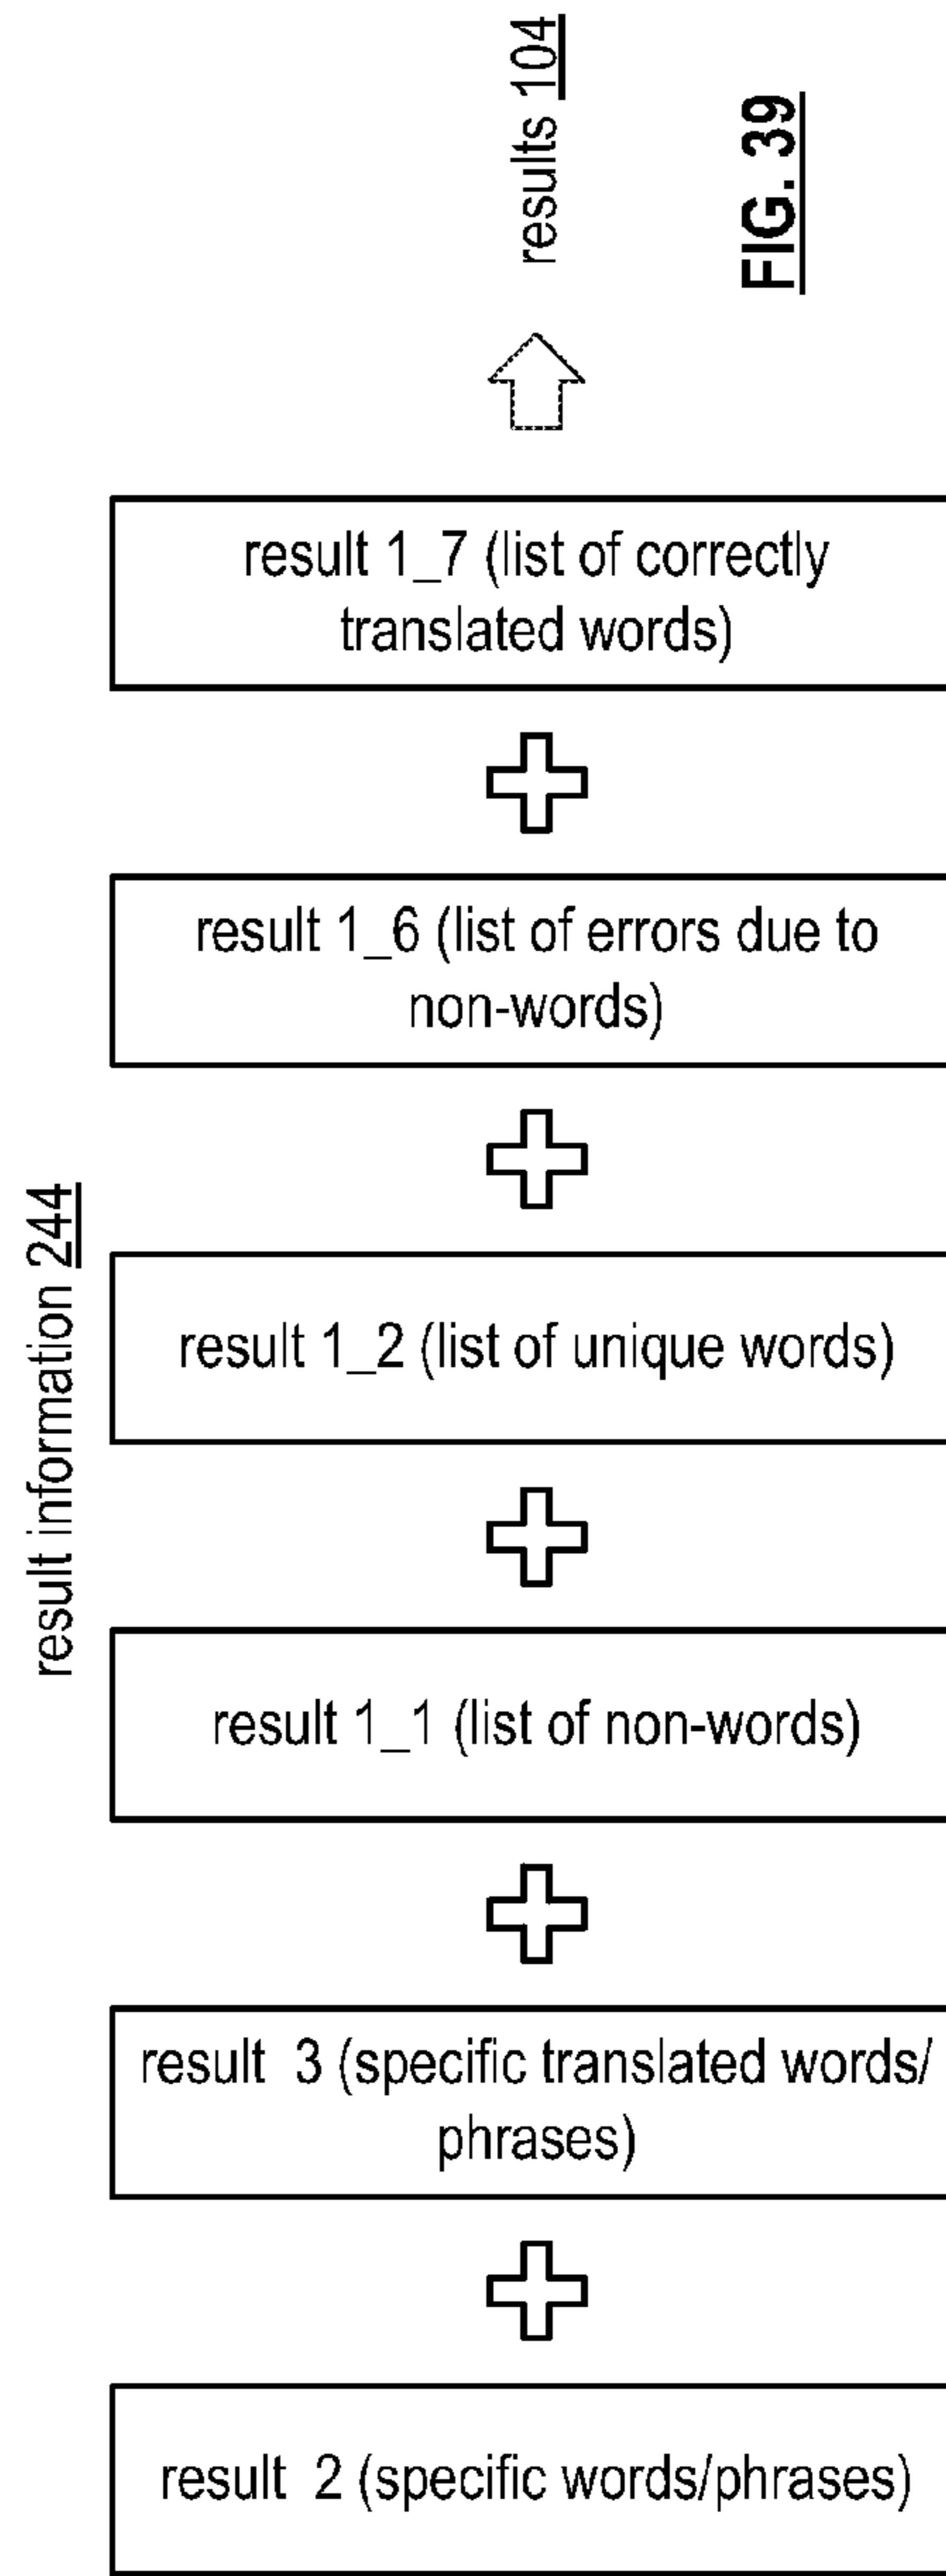 results 104
FIG. 39
result 1_7 (list of correctly
translated words)
result 1_6 (list of errors due to
non-words)
result information 244
result 1_2 (list of unique words)
result 1_1 (list of non-words)
result 3 (specific translated words/
phrases)
result 2 (specific words/phrases)